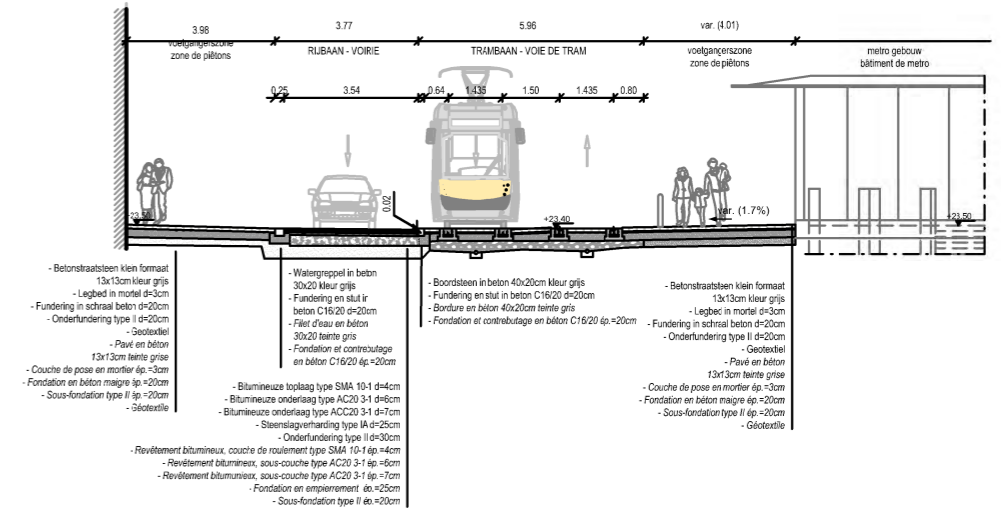 3.98
3.77
5.96
var. (4.01)
voetgangerszone
zone de piêtons
RIJBAAN - VOIRIE
TRAMBAAN - VOIE DE TRAM
voetgangerszone
zone de piêtons
metro gebouw
bâtiment de metro
0.25
3.54
0.64
1.435
1.50
1.435
0.80
0.02
var. (1.7%)
+23.50
+23.40
+23.50
- Betonstraatsteen klein formaat
13x13cm kleur grijs
- Legbed in mortel d=3cm
- Fundering in schraal beton d=20cm
- Onderfundering type II d=20cm
- Geotextiel
- Pavé en béton
13x13cm teinte grise
- Couche de pose en mortier ép.=3cm
- Fondation en béton maigre ép.=20cm
- Sous-fondation type II ép.=20cm
- Géotextile
- Watergreppel in beton
30x20 kleur grijs
- Fundering en stut in
beton C16/20 d=20cm
- Filet d'eau en béton
30x20 teinte gris
- Fondation et contrebutage
en béton C16/20 ép.=20cm
- Boordsteen in beton 40x20cm kleur grijs
- Fundering en stut in beton C16/20 d=20cm
- Bordure en béton 40x20cm teinte gris
- Fondation et contrebutage en béton C16/20 ép.=20cm
- Betonstraatsteen klein formaat
13x13cm kleur grijs
- Legbed in mortel d=3cm
- Fundering in schraal beton d=20cm
- Onderfundering type II d=20cm
- Geotextiel
- Pavé en béton
13x13cm teinte grise
- Couche de pose en mortier ép.=3cm
- Fondation en béton maigre ép.=20cm
- Sous-fondation type II ép.=20cm
- Géotextile
- Bitumineuze toplaag type SMA 10-1 d=4cm
- Bitumineuze onderlaag type AC20 3-1 d=6cm
- Bitumineuze onderlaag type ACC20 3-1 d=7cm
- Steenslagverharding type IA d=25cm
- Onderfundering type II d=30cm
- Revêtement bitumineux, couche de roulement type SMA 10-1 ép.=4cm
- Revêtement bitumineux, sous-couche type AC20 3-1 ép.=6cm
- Revêtement bitumunieux, sous-couche type AC20 3-1 ép.=7cm
- Fondation en empierrement ép.=25cm
- Sous-fondation type II ép.=20cm